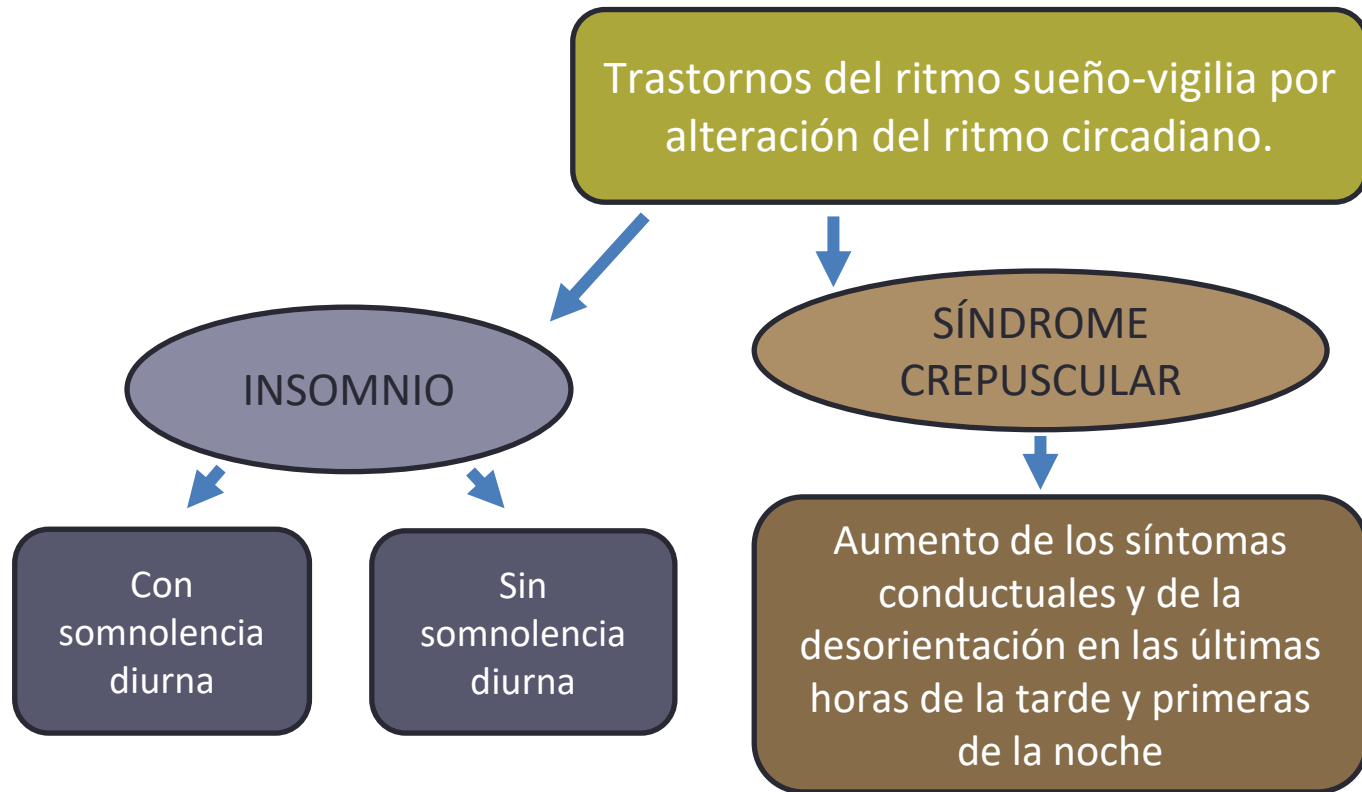 Trastornos del ritmo sueño-vigilia por
alteración del ritmo circadiano.
INSOMNIO
SÍNDROME
CREPUSCULAR
Con
somnolencia
diurna
Sin
somnolencia
diurna
Aumento de los síntomas
conductuales y de la
desorientación en las últimas
horas de la tarde y primeras
de la noche